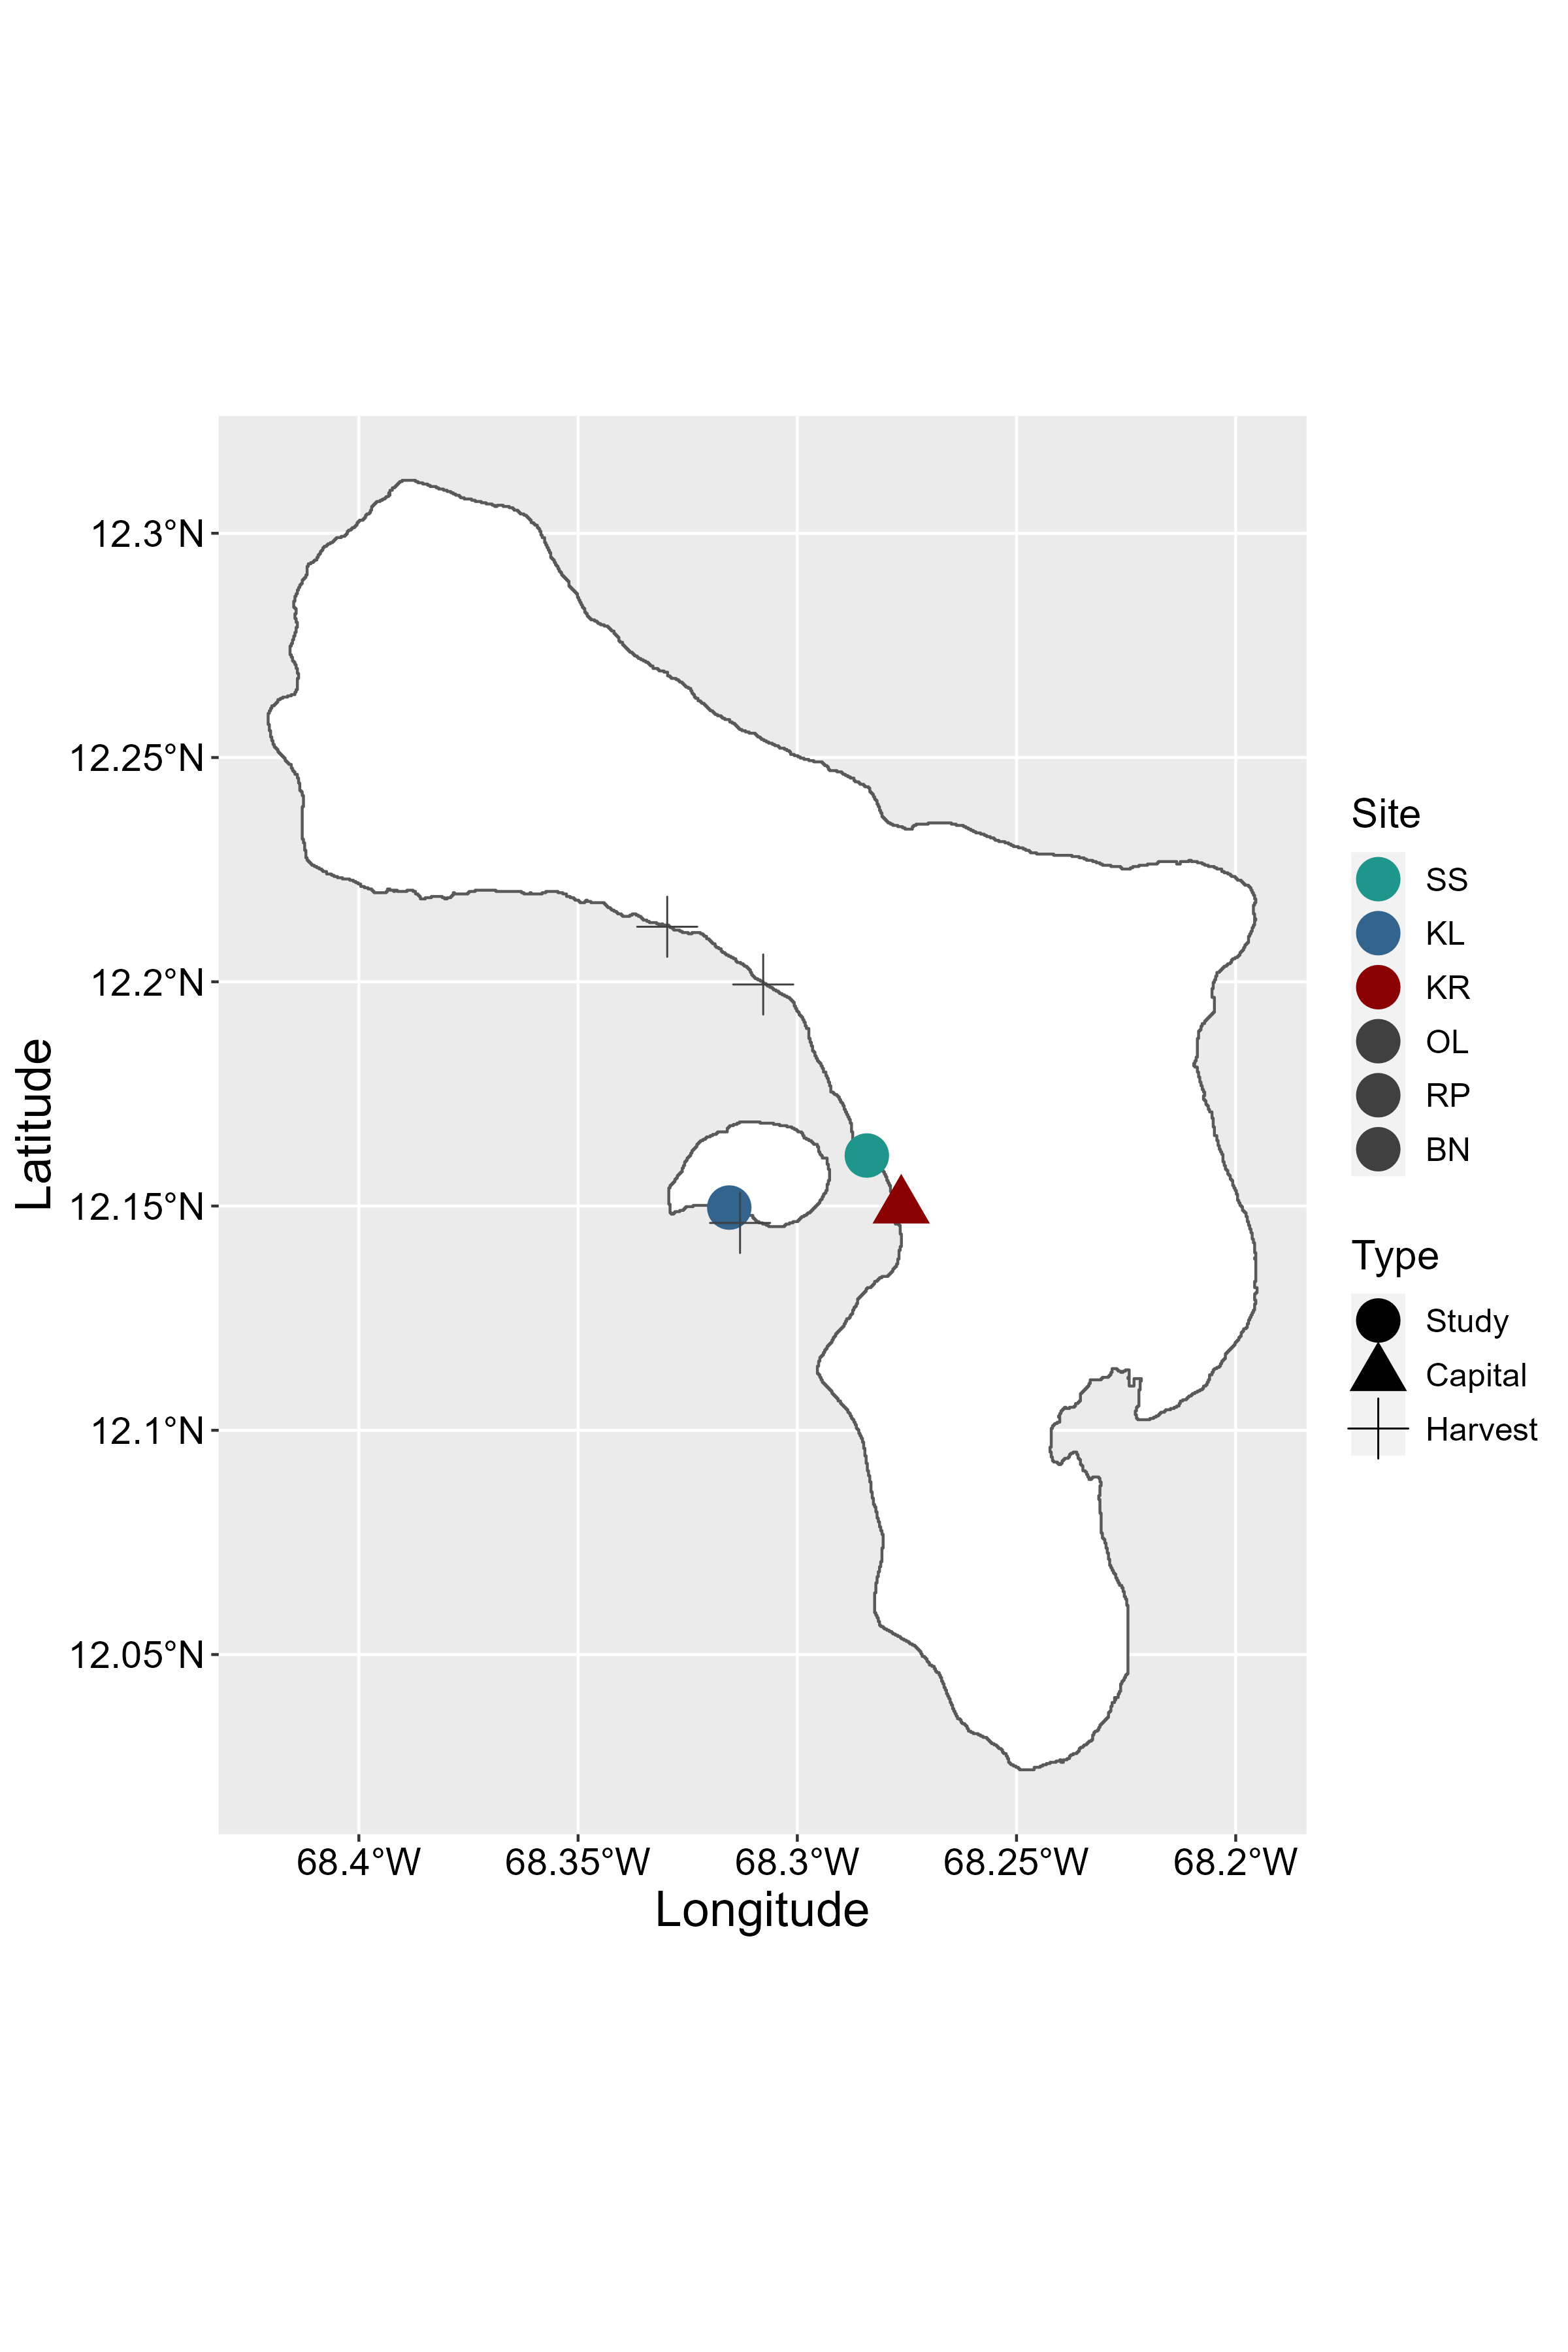 12.3°N
12.25°N
12.2°N
12.15°N
12.1°N
12.05°N
Latitude
68.4°W 68.35°W 68.3°W 68.25°W 68.2°W
Longitude
Site
SS
KL
KR
OL
RP
BN
Type
Study
Capital
Harvest